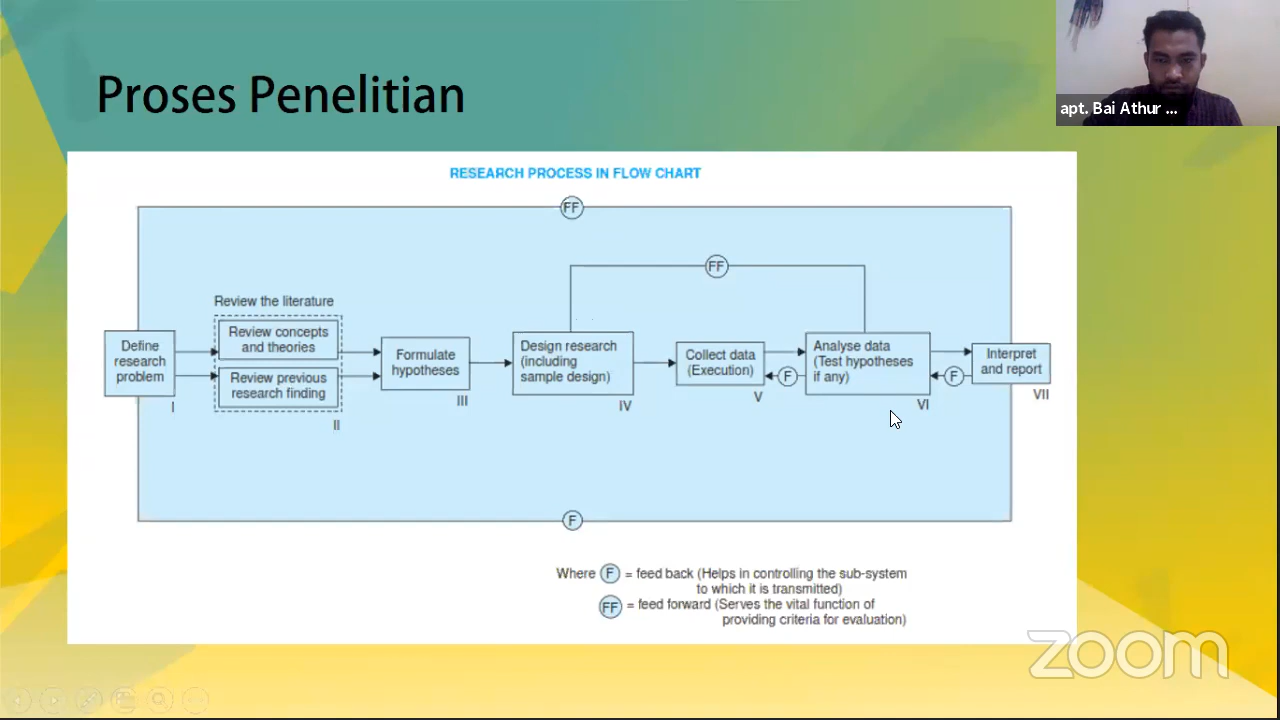 Proses Penelitian
apt. Bai Athur ...
RESEARCH PROCESS IN FLOW CHART
FF
FF
Review the literature
Define
research
problem
I
Review concepts
and theories
Review previous
research finding
II
Formulate
hypotheses
III
Design research
(including
sample design)
IV
Collect data
(Execution)
V
F
Analyse data
(Test hypotheses
if any)
VI
F
Interpret
and report
VII
F
Where F = feed back (Helps in controlling the sub-system
to which it is transmitted)
FF = feed forward (Serves the vital function of
providing criteria for evaluation)
zoom